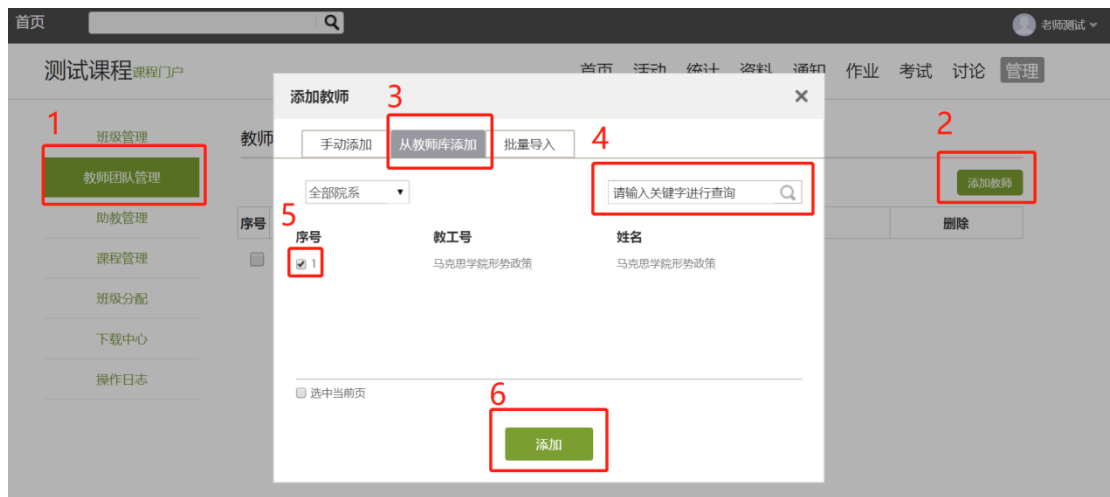 首页 老师测试
测试课程课程门户 首页 活动 统计 资料 通知 作业 考试 讨论 管理
添加教师 3
1 2
班级管理 教师 手动添加 从教师库添加 批量导入 4
教师团队管理 全部院系 请输入关键字进行查询 添加教师
助教管理 序号 5 删除
序号 教工号 姓名
课程管理 1 马克思学院形势政策 马克思学院形势政策
班级分配
下载中心
操作日志 选中当前页 6
添加